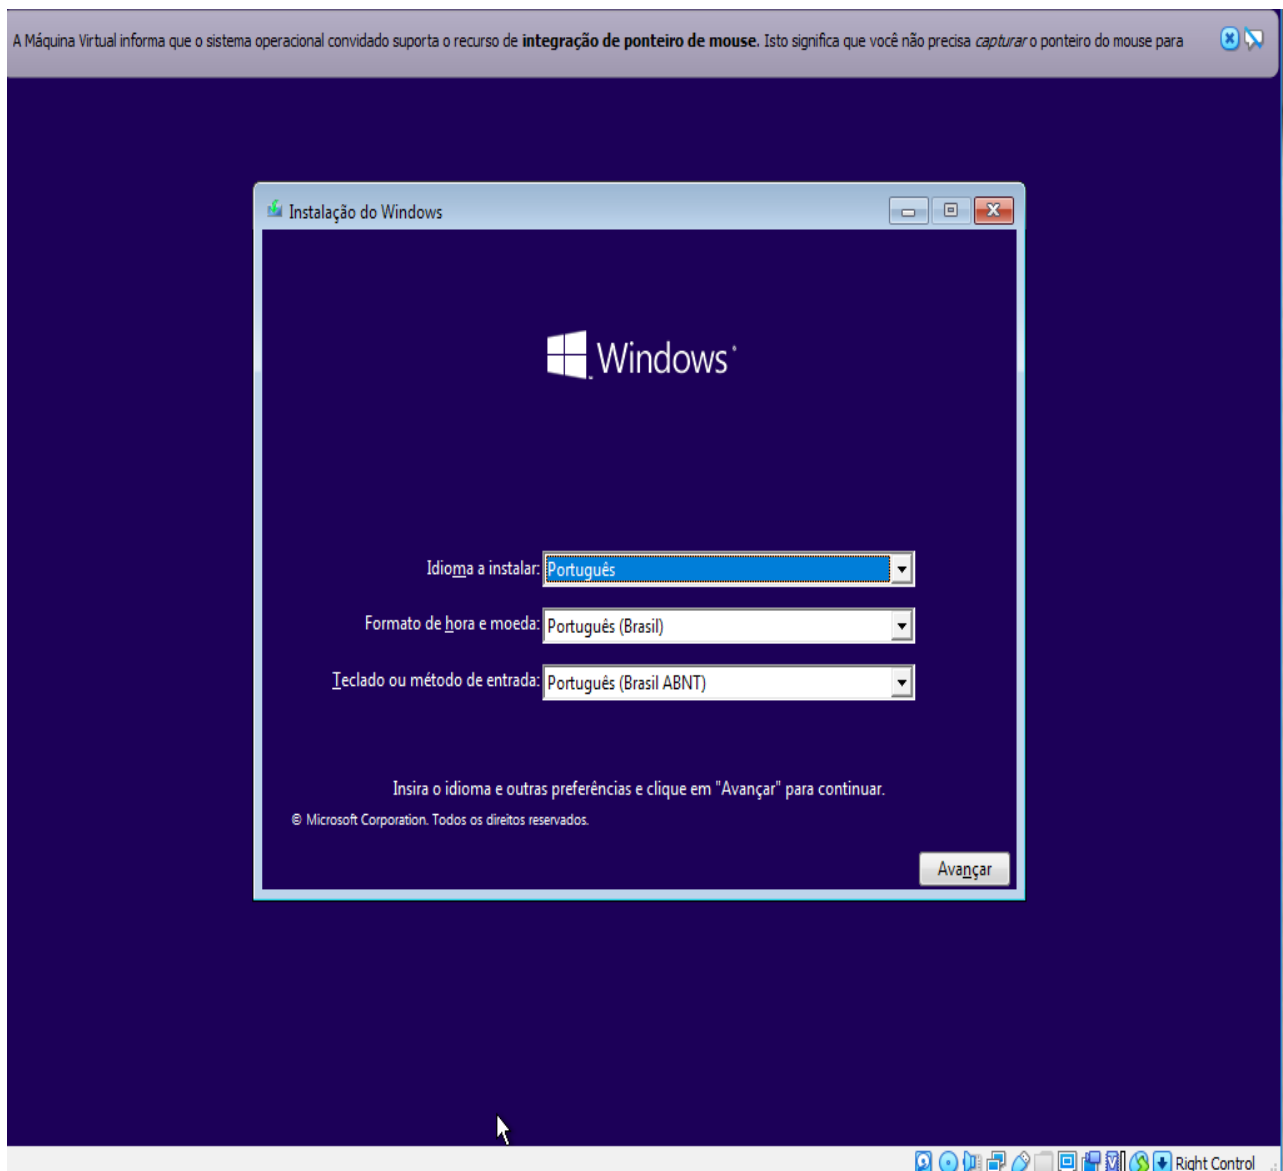 A Máquina Virtual informa que o sistema operacional convidado suporta o recurso de integração de ponteiro de mouse. Isto significa que você não precisa capturar o ponteiro do mouse para
Instalação do Windows
Windows
Idioma a instalar: Português
Formato de hora e moeda: Português (Brasil)
Teclado ou método de entrada: Português (Brasil ABNT)
Insira o idioma e outras preferências e clique em "Avançar" para continuar.
© Microsoft Corporation. Todos os direitos reservados.
Avançar
Right Control